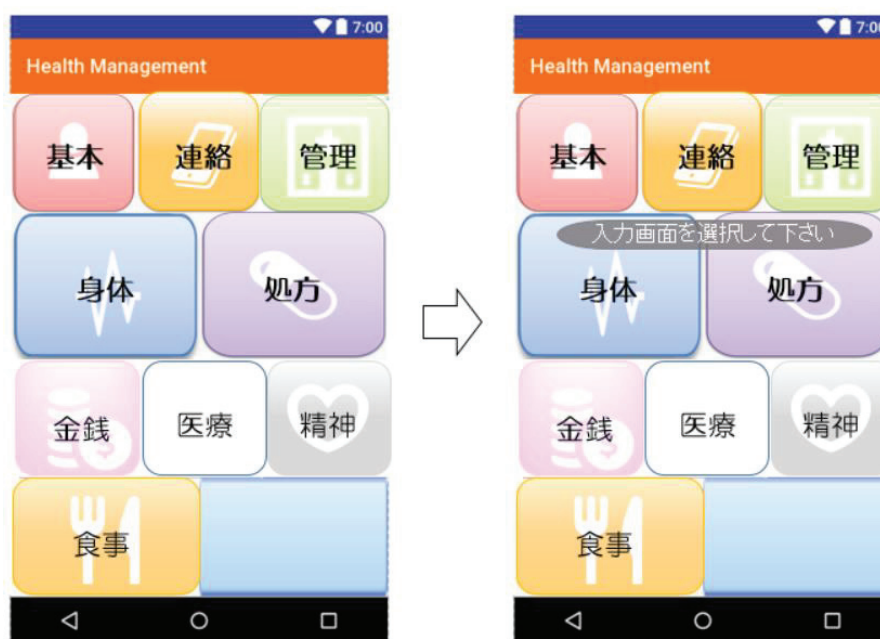 7:00
Health Management
基本 連絡 管理
身体 処方
金銭 医療 精神
食事
7:00
Health Management
基本 連絡 管理
入力画面を選択して下さい
身体 処方
金銭 医療 精神
食事